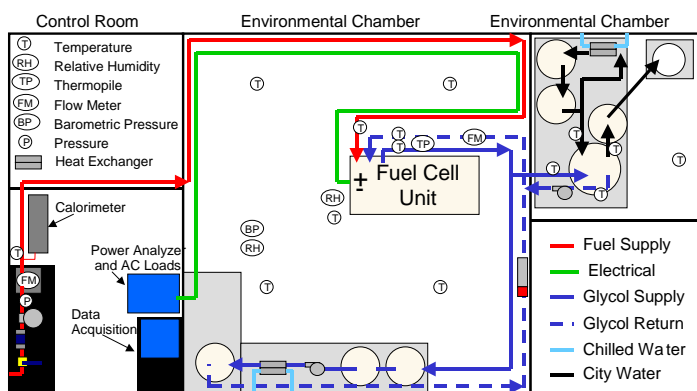 Control Room
Environmental Chamber
Environmental Chamber
T Temperature
RH Relative Humidity
TP Thermopile
FM Flow Meter
BP Barometric Pressure
P Pressure
Heat Exchanger
T
T
T
T
T
TP
FM
T
Fuel Cell
Unit
±
RH
T
BP
RH
T
T
T
T
T
T
T
Calorimeter
T
FM
P
Power Analyzer
and AC Loads
Data
Acquisition
Fuel Supply
Electrical
Glycol Supply
Glycol Return
Chilled Water
City Water